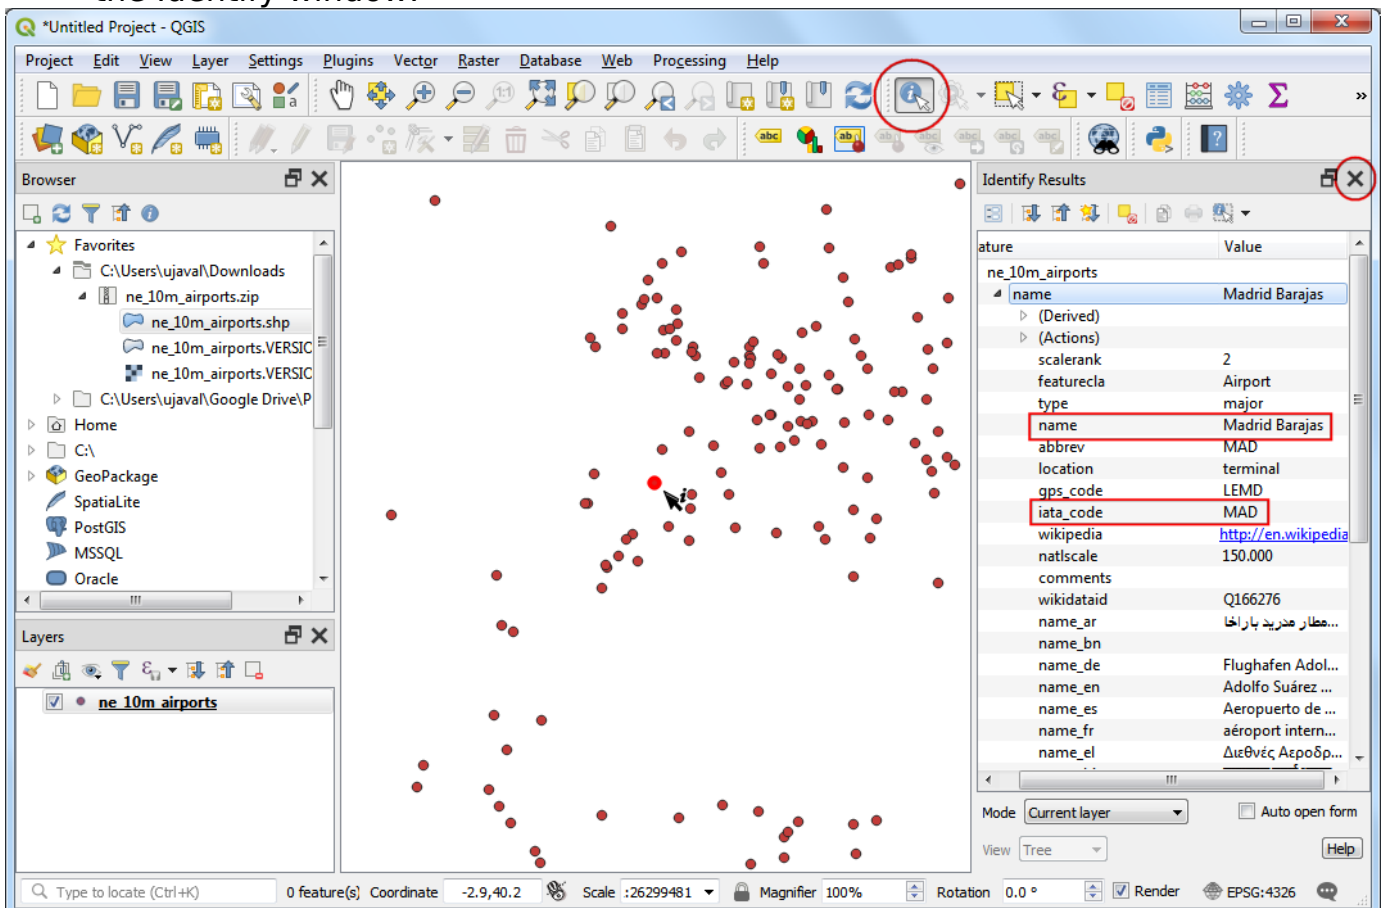 the Identify window.
*Untitled Project - QGIS
Project Edit View Layer Settings Plugins Vector Raster Database Web Processing Help
Browser
Favorites
C:\Users\ujaval\Downloads
ne_10m_airports.zip
ne_10m_airports.shp
ne_10m_airports.VERSIC
ne_10m_airports.VERSIC
C:\Users\ujaval\Google Drive\P
Home
C:\
GeoPackage
SpatiaLite
PostGIS
MSSQL
Oracle
Layers
ne_10m_airports
Identify Results
ature Value
ne_10m_airports
name Madrid Barajas
(Derived)
(Actions)
scalerank 2
featurecla Airport
type major
name Madrid Barajas
abbrev MAD
location terminal
gps_code LEMD
iata_code MAD
wikipedia http://en.wikipedia
natlscale 150.000
comments
wikidataid Q166276
name_ar مطار مدريد باراخا...
name_bn
name_de Flughafen Adol...
name_en Adolfo Suárez ...
name_es Aeropuerto de ...
name_fr aéroport intern...
name_el Διεθνές Αεροδρ...
Mode Current layer Auto open form
View Tree Help
Type to locate (Ctrl+K) 0 feature(s) Coordinate -2.9,40.2 Scale :26299481 Magnifier 100% Rotation 0.0 ° Render EPSG:4326